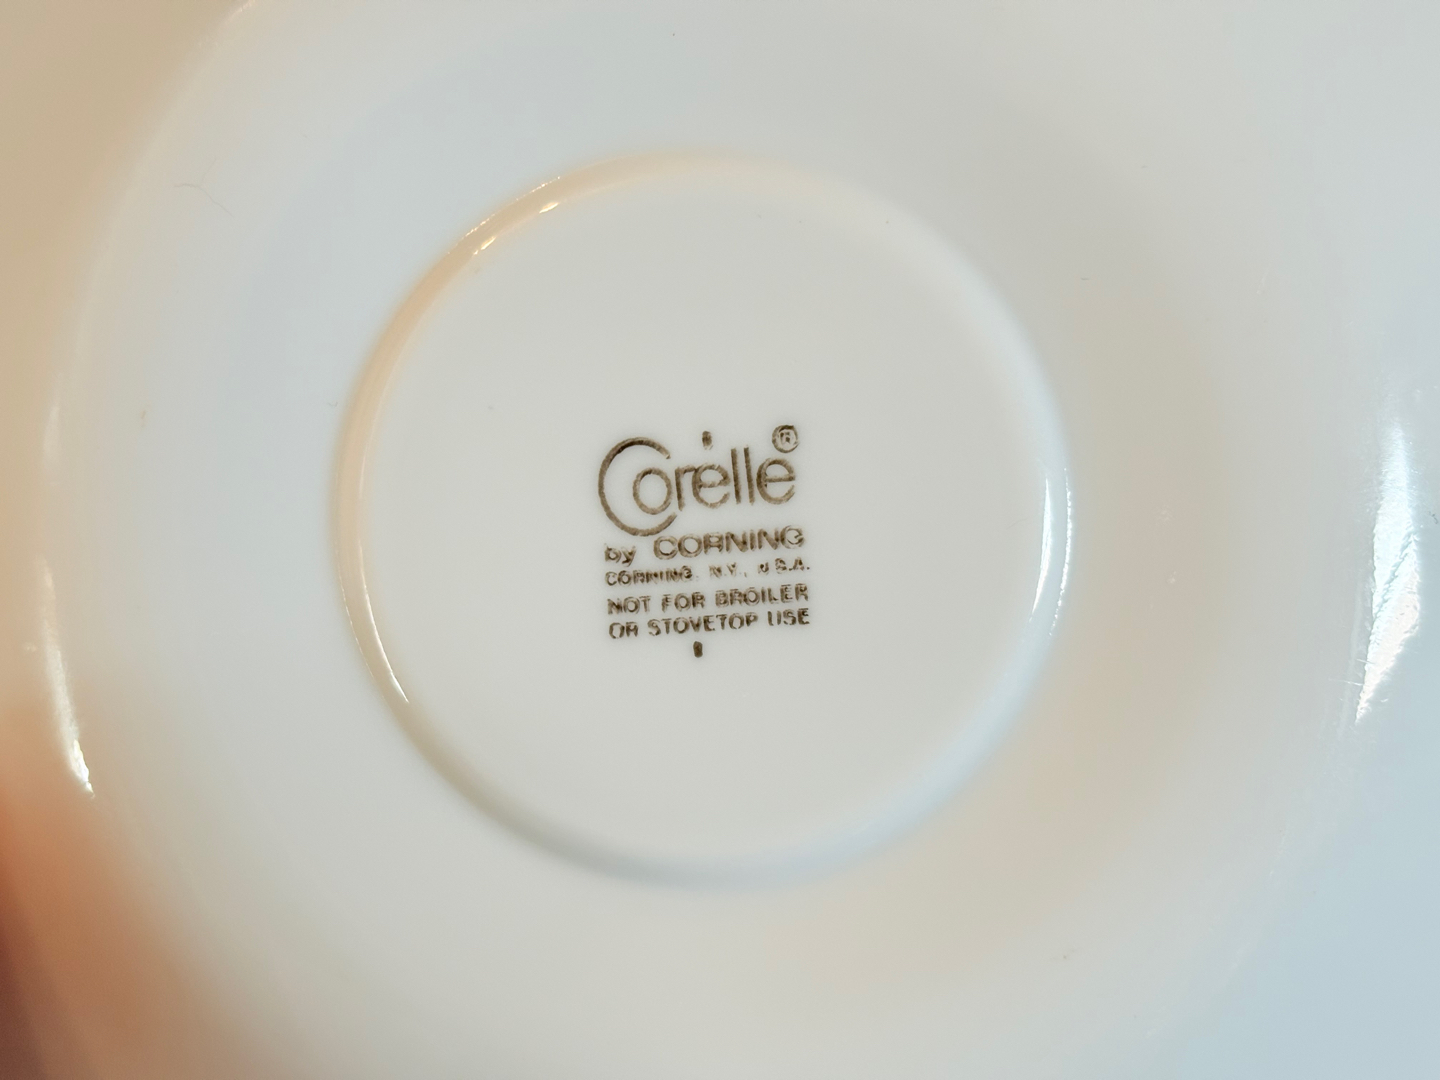 Corelle®
by CORNING
CORNING, N.Y., U.S.A.
NOT FOR BROILER
OR STOVETOP USE